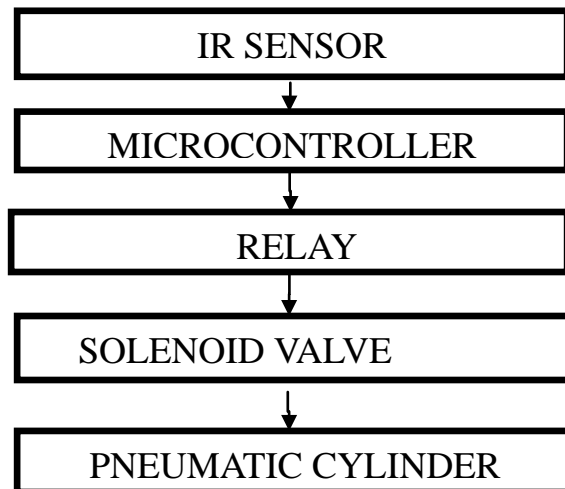 IR SENSOR
MICROCONTROLLER
RELAY
SOLENOID VALVE
PNEUMATIC CYLINDER